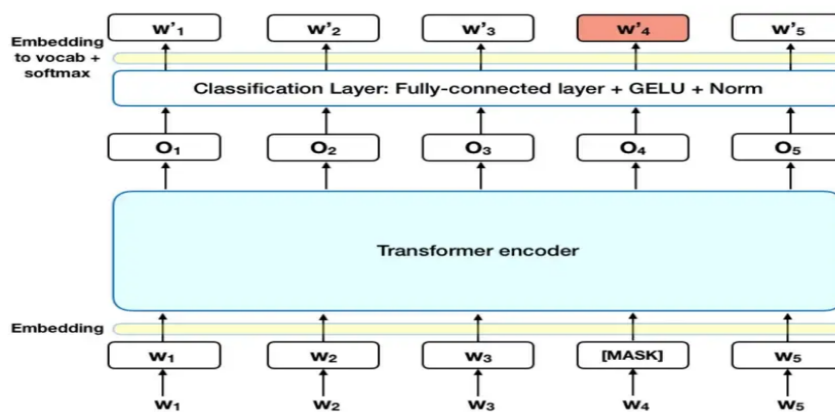 w'₁ w'₂ w'₃ w'₄ w'₅
Embedding
to vocab +
softmax
Classification Layer: Fully-connected layer + GELU + Norm
O₁ O₂ O₃ O₄ O₅
Transformer encoder
Embedding
W₁ W₂ W₃ [MASK] W₅
W₁ W₂ W₃ W₄ W₅